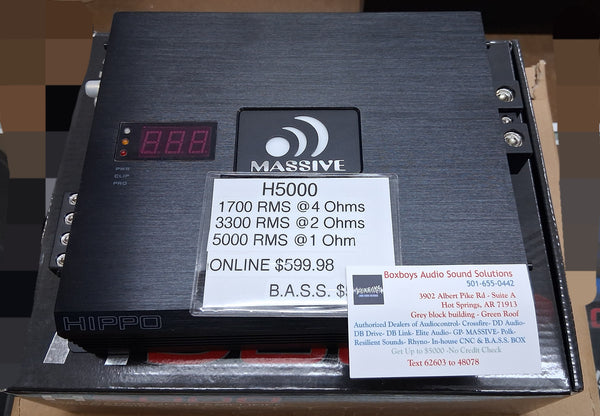 888
PWR
CLIP
PRO
MASSIVE
H5000
1700 RMS @4 Ohms
3300 RMS @2 Ohms
5000 RMS @1 Ohm
ONLINE $599.98
B.A.S.S.
HIPPO
Boxboys Audio Sound Solutions
501-655-0442
3902 Albert Pike Rd - Suite A
Hot Springs, AR 71913
Grey block building - Green Roof
Authorized Dealers of Audiocontrol- Crossfire- DD Audio-
DB Drive- DB Link- Elite Audio- GP- MASSIVE- Polk-
Resilient Sounds- Rhyno- In-house CNC & B.A.S.S. BOX
Get Up to $5000 -No Credit Check
Text 62603 to 48078